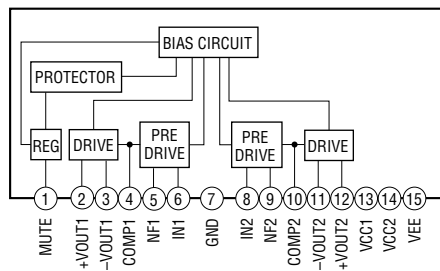 BIAS CIRCUIT
PROTECTOR
REG
DRIVE
PRE
DRIVE
PRE
DRIVE
DRIVE
1
2
3
4
5
6
7
8
9
10
11
12
13
14
15
MUTE
+VOUT1
–VOUT1
COMP1
NF1
IN1
GND
IN2
NF2
COMP2
–VOUT2
+VOUT2
VCC1
VCC2
VEE